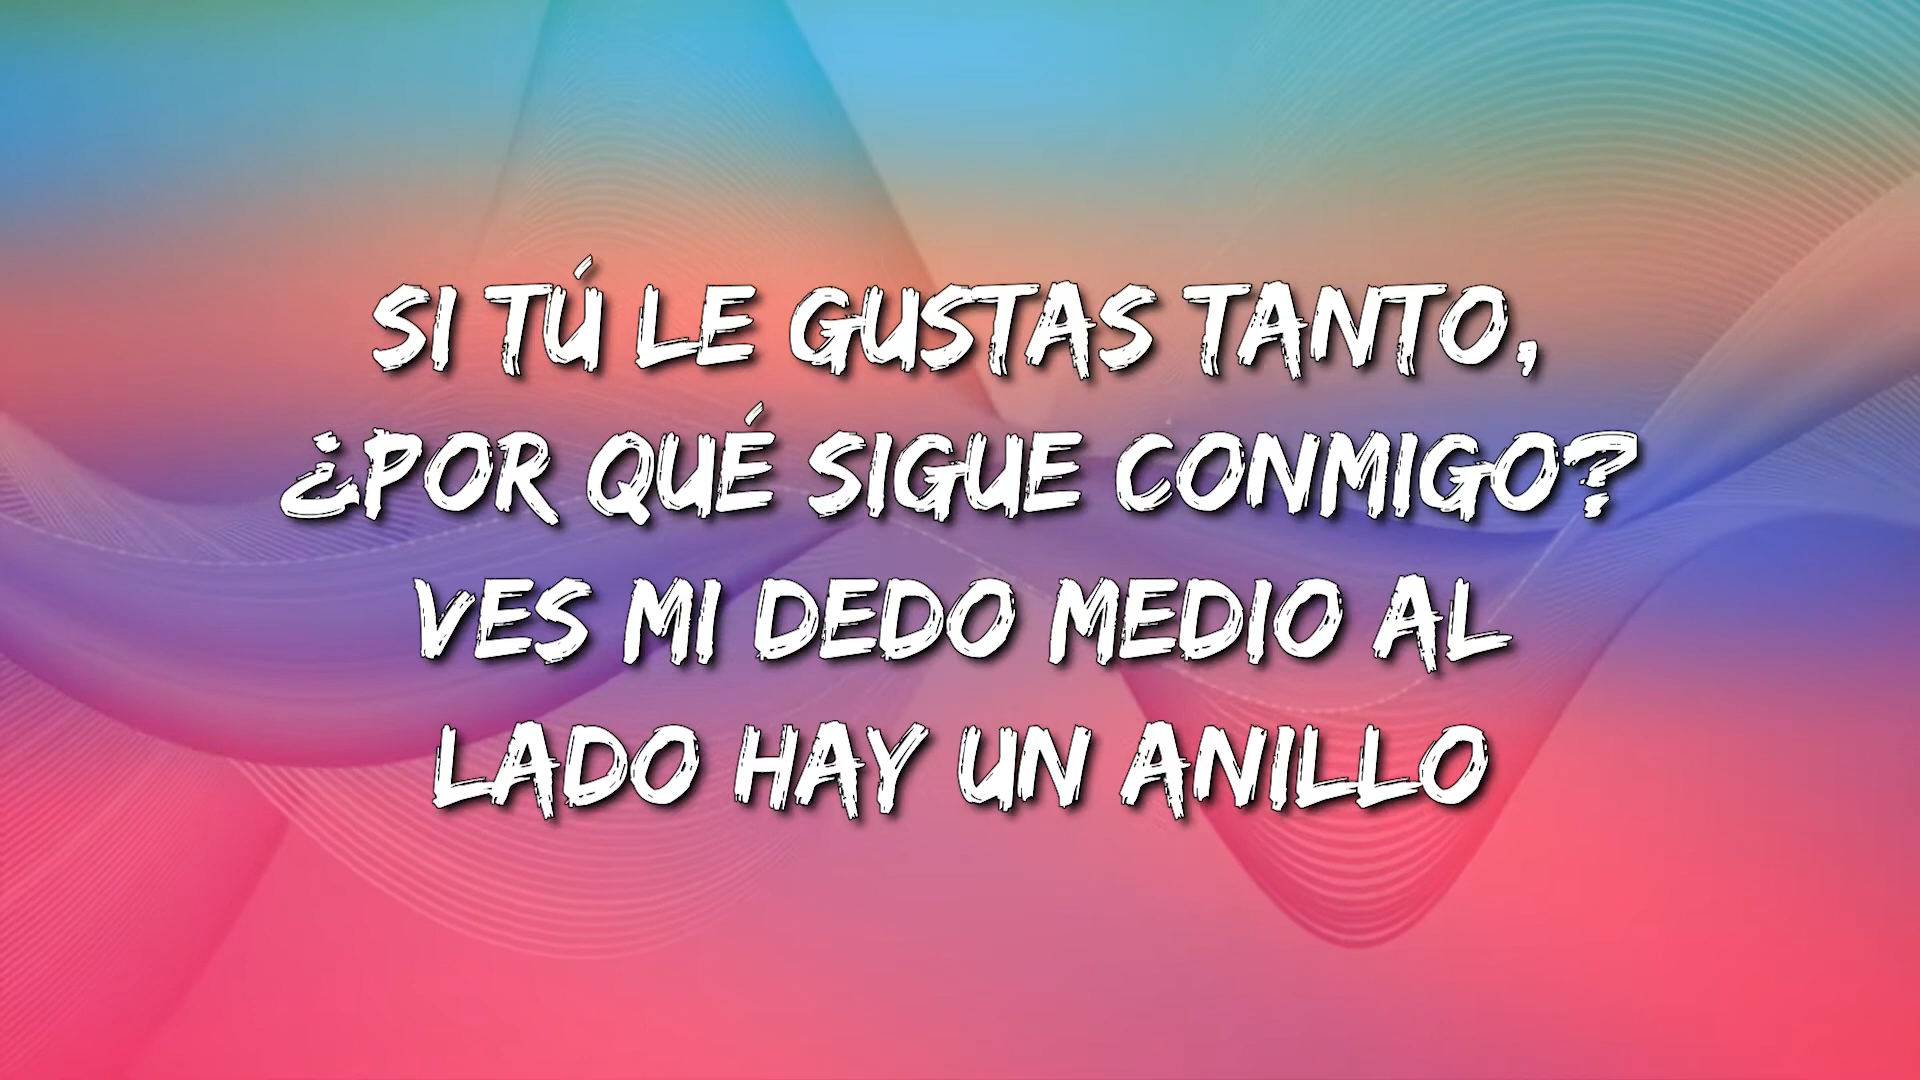 SI TÚ LE GUSTAS TANTO,
¿POR QUÉ SIGUE CONMIGO?
VES MI DEDO MEDIO AL
LADO HAY UN ANILLO